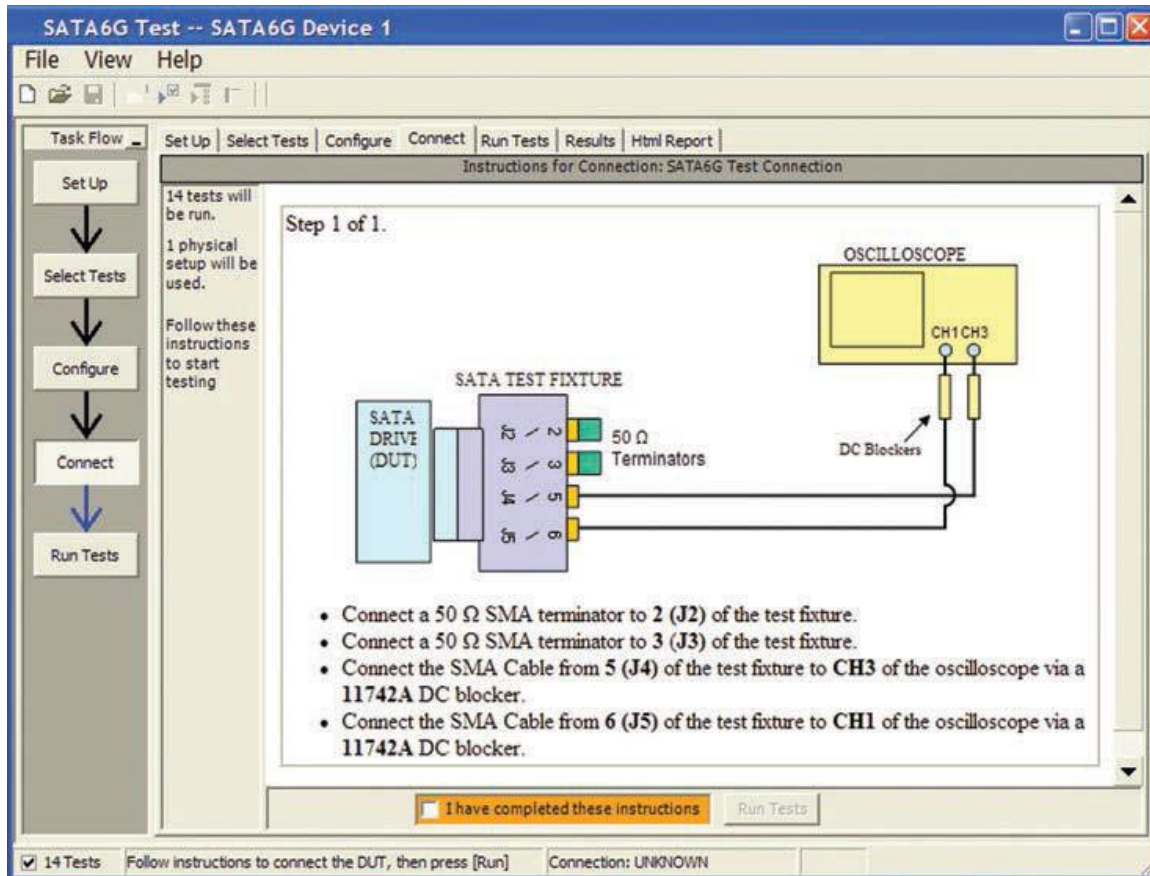 SATA6G Test -- SATA6G Device 1
File View Help
Task Flow
Set Up
Select Tests
Configure
Connect
Run Tests
Set Up
Select Tests
Configure
Connect
Run Tests
Results
Html Report
Instructions for Connection: SATA6G Test Connection
14 tests will
be run.
1 physical
setup will be
used.
Follow these
instructions
to start
testing
Step 1 of 1.
OSCILLOSCOPE
CH1 CH3
DC Blockers
SATA TEST FIXTURE
SATA
DRIVE
(DUT)
J2 / 2
J3 / 3
J4 / 5
J5 / 6
50 Ω
Terminators
• Connect a 50 Ω SMA terminator to 2 (J2) of the test fixture.
• Connect a 50 Ω SMA terminator to 3 (J3) of the test fixture.
• Connect the SMA Cable from 5 (J4) of the test fixture to CH3 of the oscilloscope via a
11742A DC blocker.
• Connect the SMA Cable from 6 (J5) of the test fixture to CH1 of the oscilloscope via a
11742A DC blocker.
I have completed these instructions
Run Tests
14 Tests
Follow instructions to connect the DUT, then press [Run]
Connection: UNKNOWN